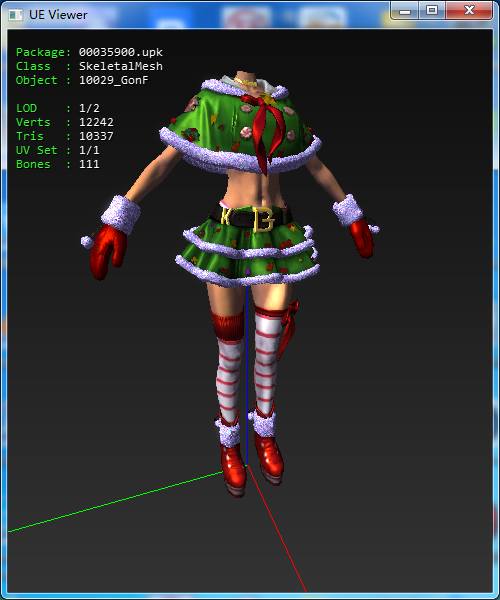 UE Viewer
Package: 00035900.upk
Class : SkeletalMesh
Object : 10029_GonF
LOD : 1/2
Verts : 12242
Tris : 10337
UV Set : 1/1
Bones : 111
K B